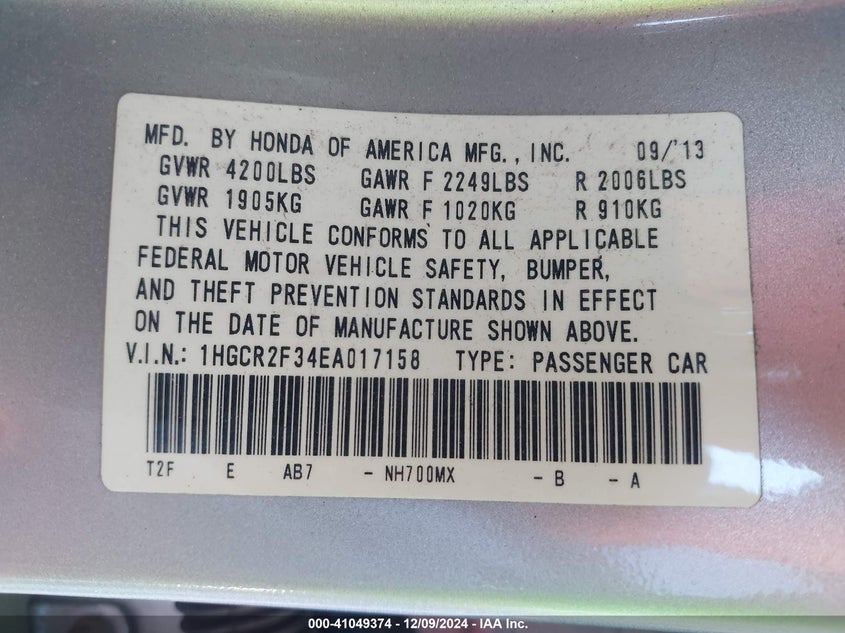 MFD. BY HONDA OF AMERICA MFG., INC. 09/'13
GVWR 4200LBS GAWR F 2249LBS R 2006LBS
GVWR 1905KG GAWR F 1020KG R 910KG
THIS VEHICLE CONFORMS TO ALL APPLICABLE
FEDERAL MOTOR VEHICLE SAFETY, BUMPER,
AND THEFT PREVENTION STANDARDS IN EFFECT
ON THE DATE OF MANUFACTURE SHOWN ABOVE.
V.I.N.: 1HGCR2F34EA017158 TYPE: PASSENGER CAR
T2F E AB7 - NH700MX - B - A
000-41049374 - 12/09/2024 - IAA Inc.